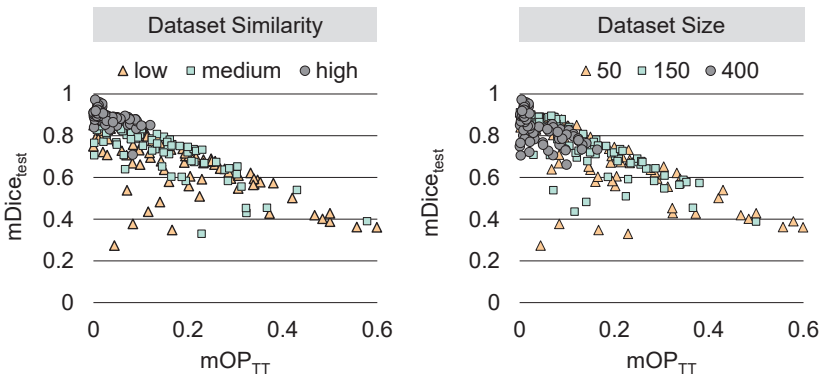 Dataset Similarity
low medium high
1
0.8
0.6
0.4
0.2
0
mDice_test
0 0.2 0.4 0.6
mOP_TT
Dataset Size
50 150 400
1
0.8
0.6
0.4
0.2
0
mDice_test
0 0.2 0.4 0.6
mOP_TT